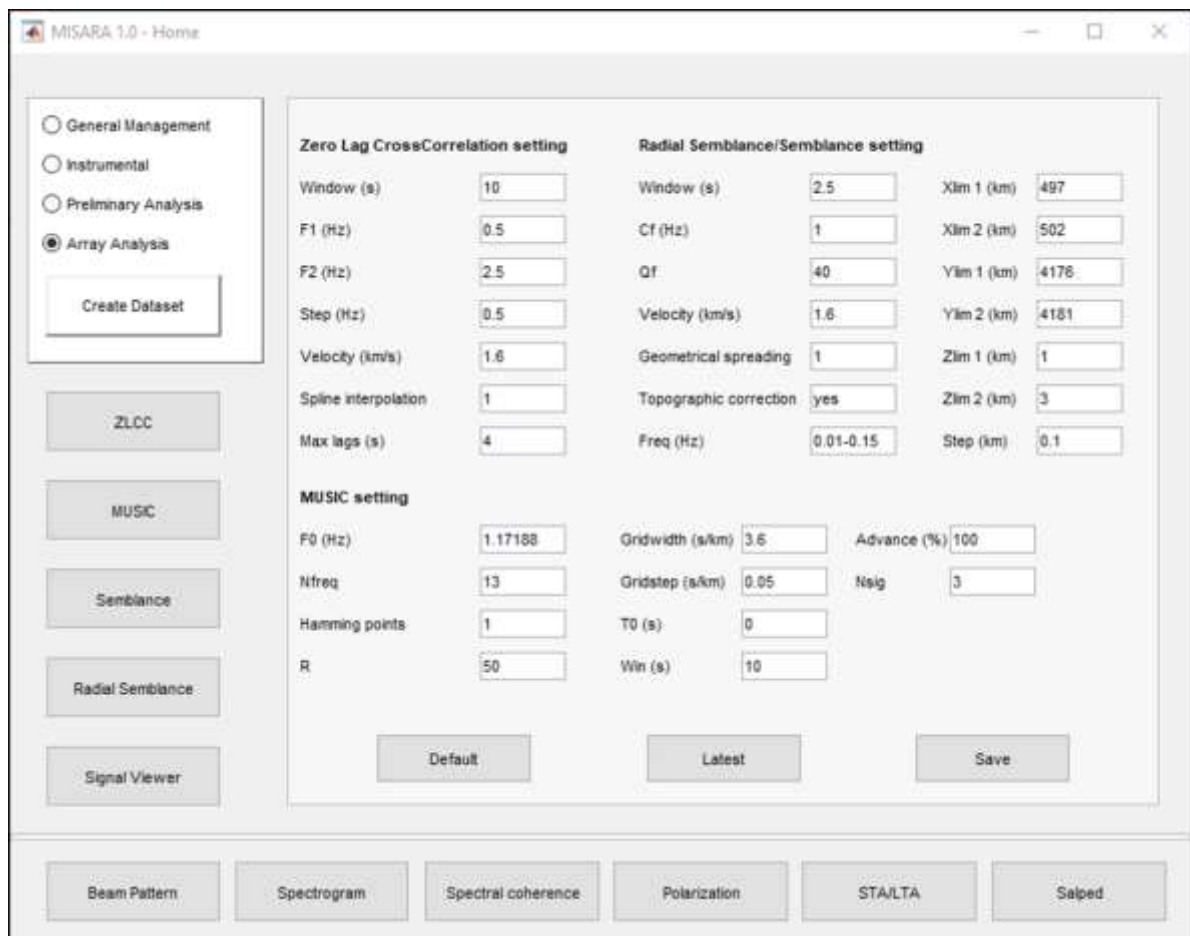 MISARA 1.0 - Home
General Management
Instrumental
Preliminary Analysis
Array Analysis
Create Dataset
ZLCC
MUSIC
Semblance
Radial Semblance
Signal Viewer
Zero Lag CrossCorrelation setting
Window (s) 10
F1 (Hz) 0.5
F2 (Hz) 2.5
Step (Hz) 0.5
Velocity (km/s) 1.6
Spline interpolation 1
Max lags (s) 4
Radial Semblance/Semblance setting
Window (s) 2.5 Xlim 1 (km) 497
Cf (Hz) 1 Xlim 2 (km) 502
Qf 40 Ylim 1 (km) 4176
Velocity (km/s) 1.6 Ylim 2 (km) 4181
Geometrical spreading 1 Zlim 1 (km) 1
Topographic correction yes Zlim 2 (km) 3
Freq (Hz) 0.01-0.15 Step (km) 0.1
MUSIC setting
F0 (Hz) 1.17188 Gridwidth (s/km) 3.6 Advance (%) 100
Nfreq 13 Gridstep (s/km) 0.05 Nsig 3
Hamming points 1 T0 (s) 0
R 50 Win (s) 10
Default Latest Save
Beam Pattern Spectrogram Spectral coherence Polarization STA/LTA Salped